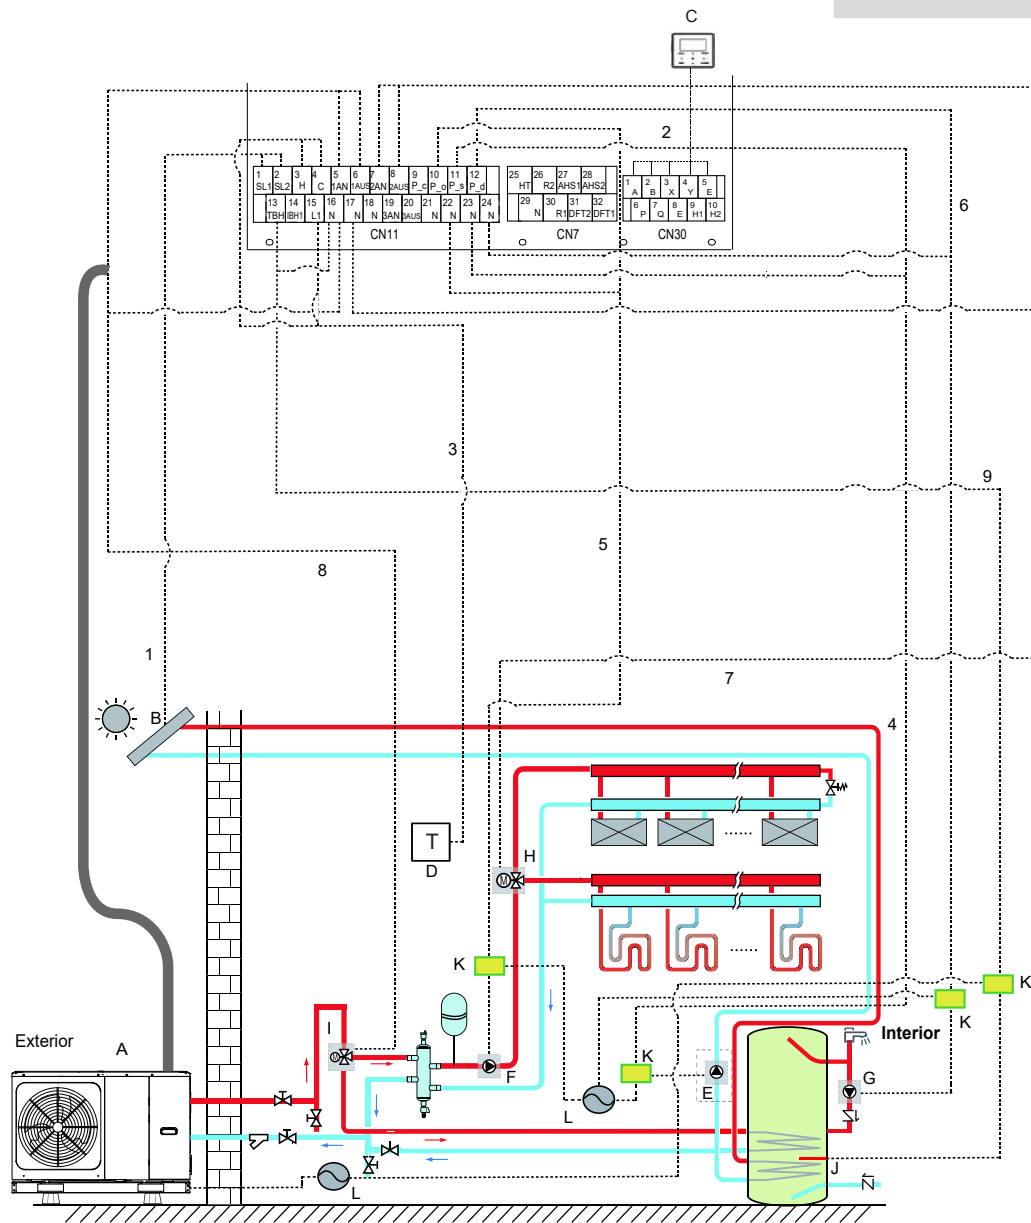 C
2
1 2 3 4 5 6 7 8 9 10 11 12
SL1 SL2 H C 1AN 1AUS 2AN 2AUS P_c P_o P_s P_d
13 14 15 16 17 18 19 20 21 22 23 24
TBH IBH1 L1 N N N 3AN 3AUS N N N N
CN11
25 26 27 28
HT R2 AHS1 AHS2
29 30 31 32
N R1 DFT2 DFT1
CN7
1 2 3 4 5
A B X Y E
6 7 8 9 10
P Q E H1 H2
CN30
6
3
9
5
8
1
7
B
4
T
D
H
M
K
K
K
Exterior
A
I
M
Interior
F
K
E
G
L
J
L